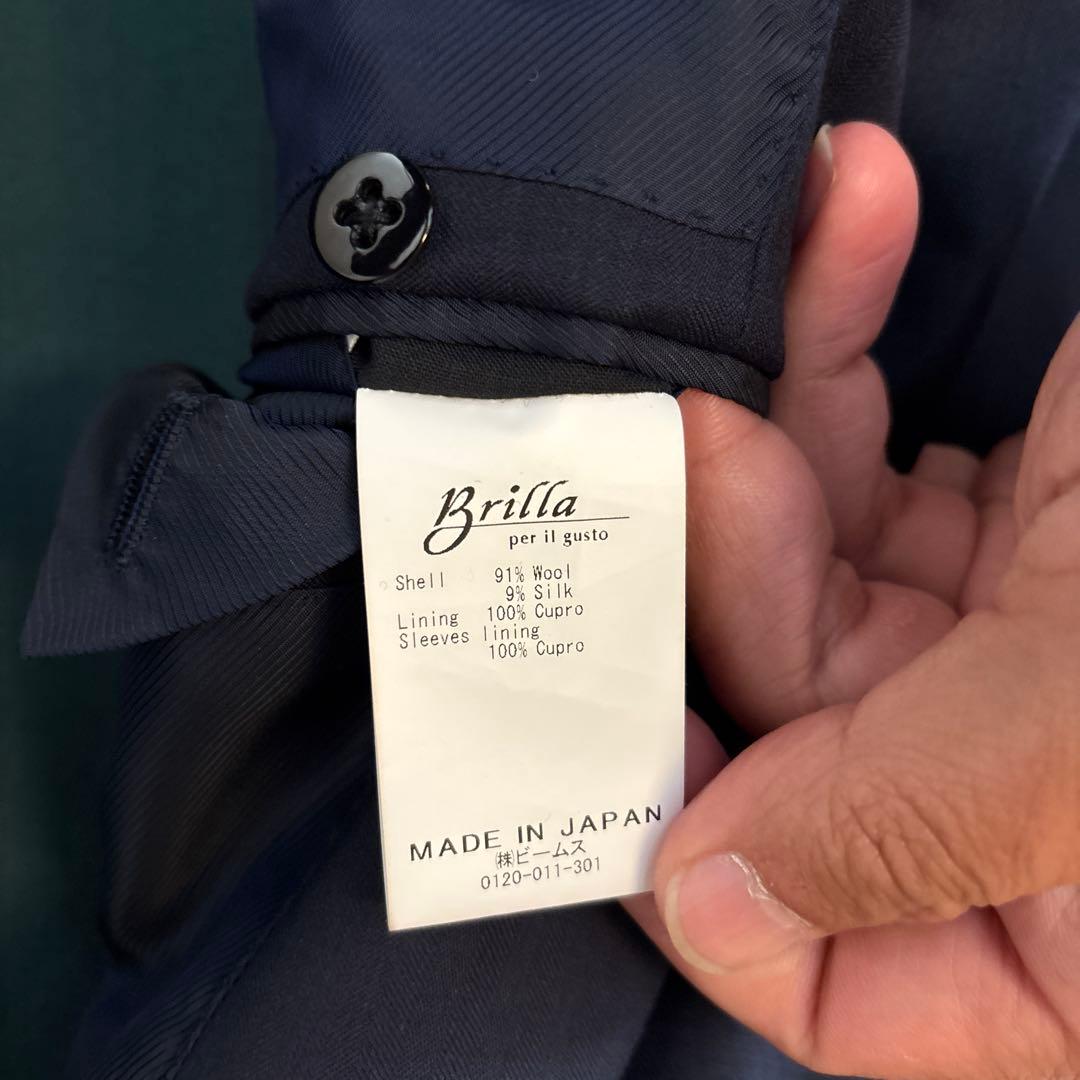 Brilla
per il gusto
Shell 91% Wool
9% Silk
Lining 100% Cupro
Sleeves lining
100% Cupro
MADE IN JAPAN
㈱ビームス
0120-011-301